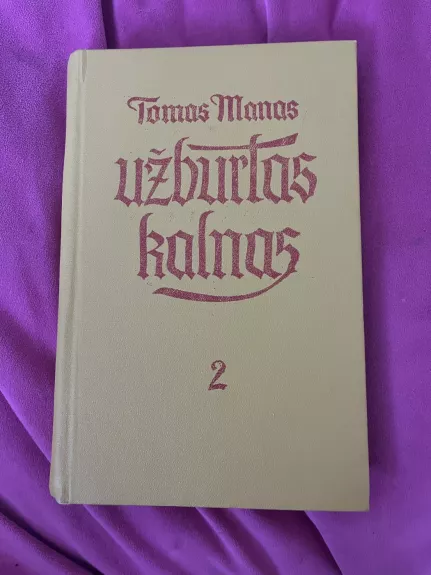 Tomas Manas
užburtas
kalnas
2